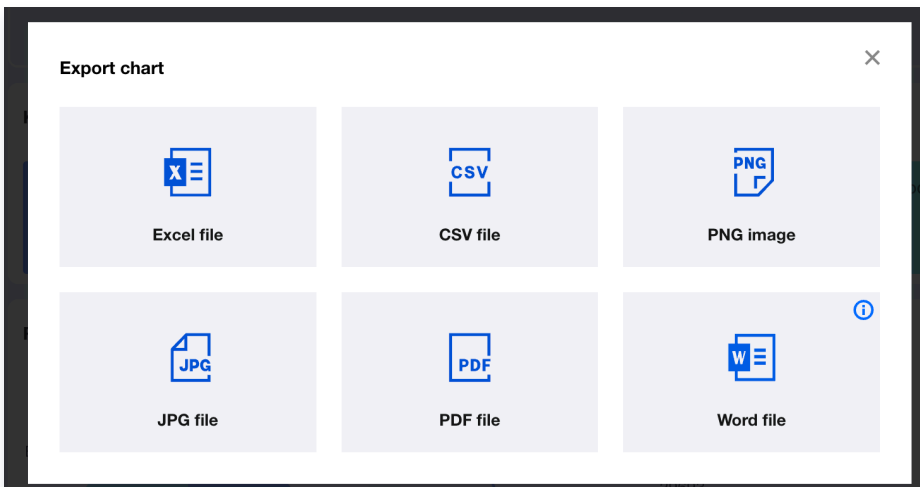 Export chart
X
Excel file
CSV
CSV file
PNG
PNG image
JPG
JPG file
PDF
PDF file
W
Word file